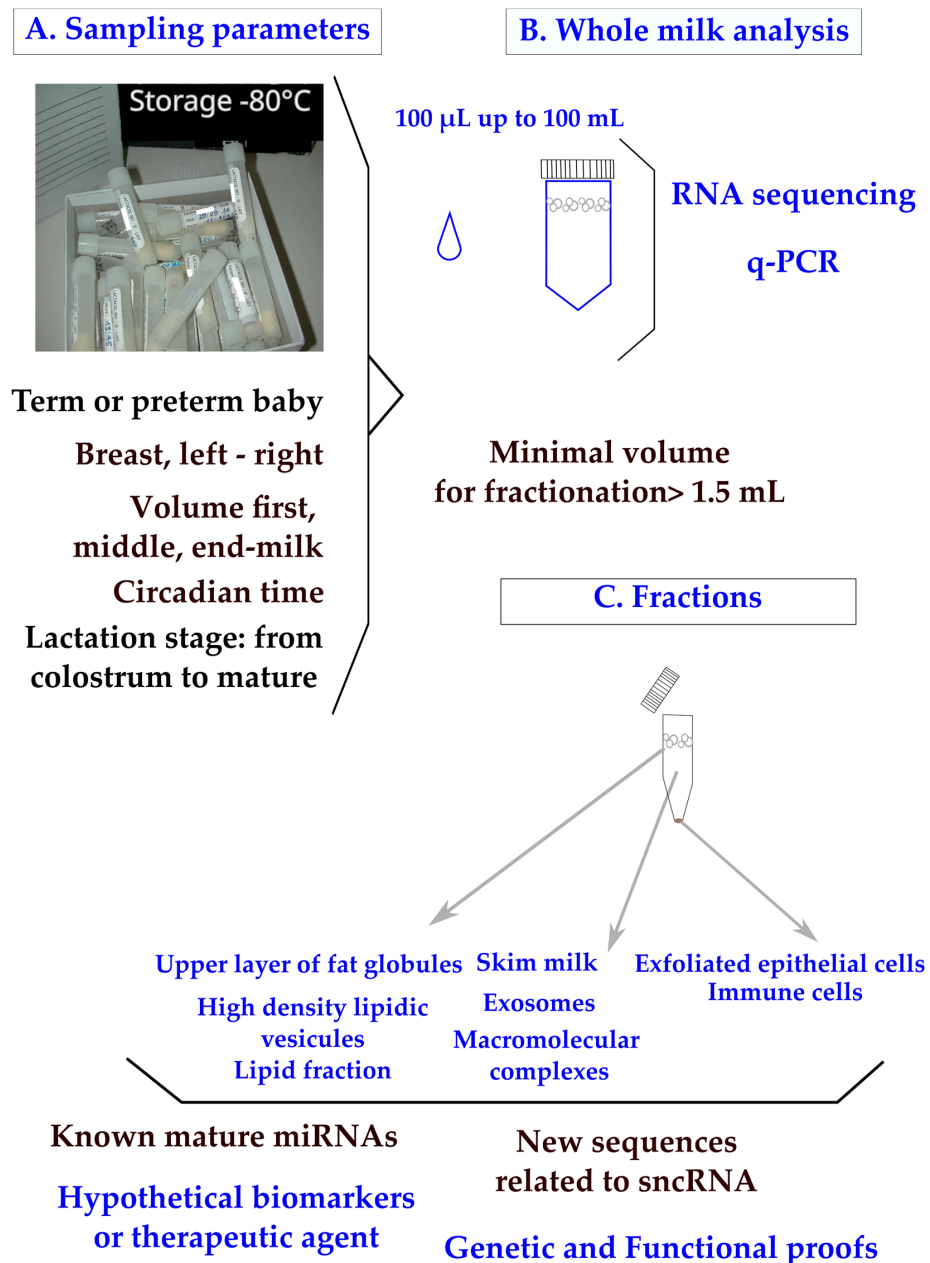 A. Sampling parameters
Storage -80°C
Term or preterm baby
Breast, left - right
Volume first,
middle, end-milk
Circadian time
Lactation stage: from
colostrum to mature
B. Whole milk analysis
100 µL up to 100 mL
RNA sequencing
q-PCR
Minimal volume
for fractionation> 1.5 mL
C. Fractions
Upper layer of fat globules
High density lipidic
vesicules
Lipid fraction
Skim milk
Exosomes
Macromolecular
complexes
Exfoliated epithelial cells
Immune cells
Known mature miRNAs
Hypothetical biomarkers
or therapeutic agent
New sequences
related to sncRNA
Genetic and Functional proofs